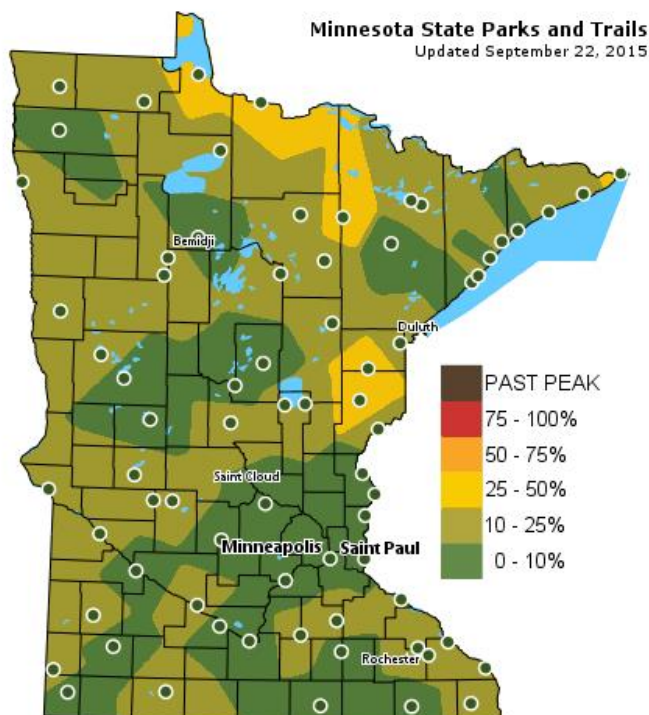 Minnesota State Parks and Trails
Updated September 22, 2015
Bemidji
Duluth
PAST PEAK
75 - 100%
50 - 75%
25 - 50%
10 - 25%
0 - 10%
Saint Cloud
Minneapolis Saint Paul
Rochester